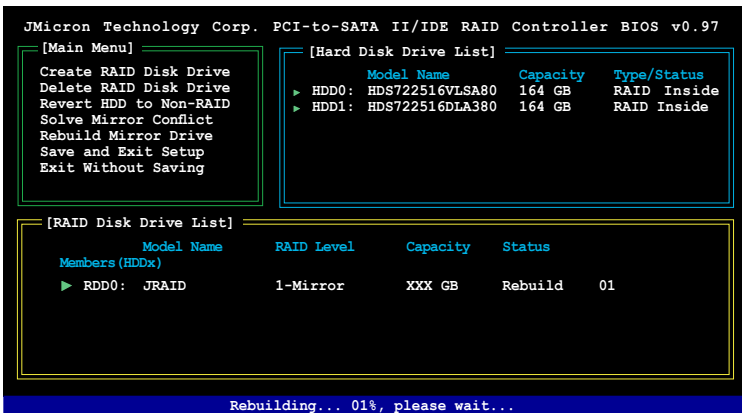 JMicron Technology Corp. PCI-to-SATA II/IDE RAID Controller BIOS v0.97
[Main Menu]
Create RAID Disk Drive
Delete RAID Disk Drive
Revert HDD to Non-RAID
Solve Mirror Conflict
Rebuild Mirror Drive
Save and Exit Setup
Exit Without Saving
[Hard Disk Drive List]
Model Name Capacity Type/Status
HDD0: HDS722516VLSA80 164 GB RAID Inside
HDD1: HDS722516DLA380 164 GB RAID Inside
[RAID Disk Drive List]
Model Name RAID Level Capacity Status
Members(HDDx)
RDD0: JRAID 1-Mirror XXX GB Rebuild 01
Rebuilding... 01%, please wait...